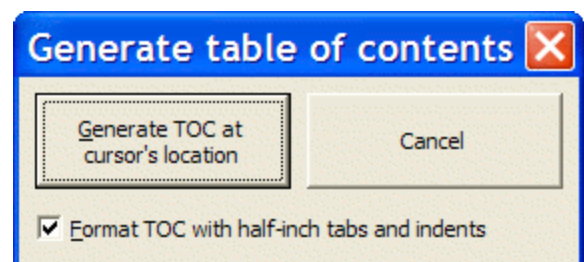 Generate table of contents
Generate TOC at
cursor's location
Cancel
Format TOC with half-inch tabs and indents